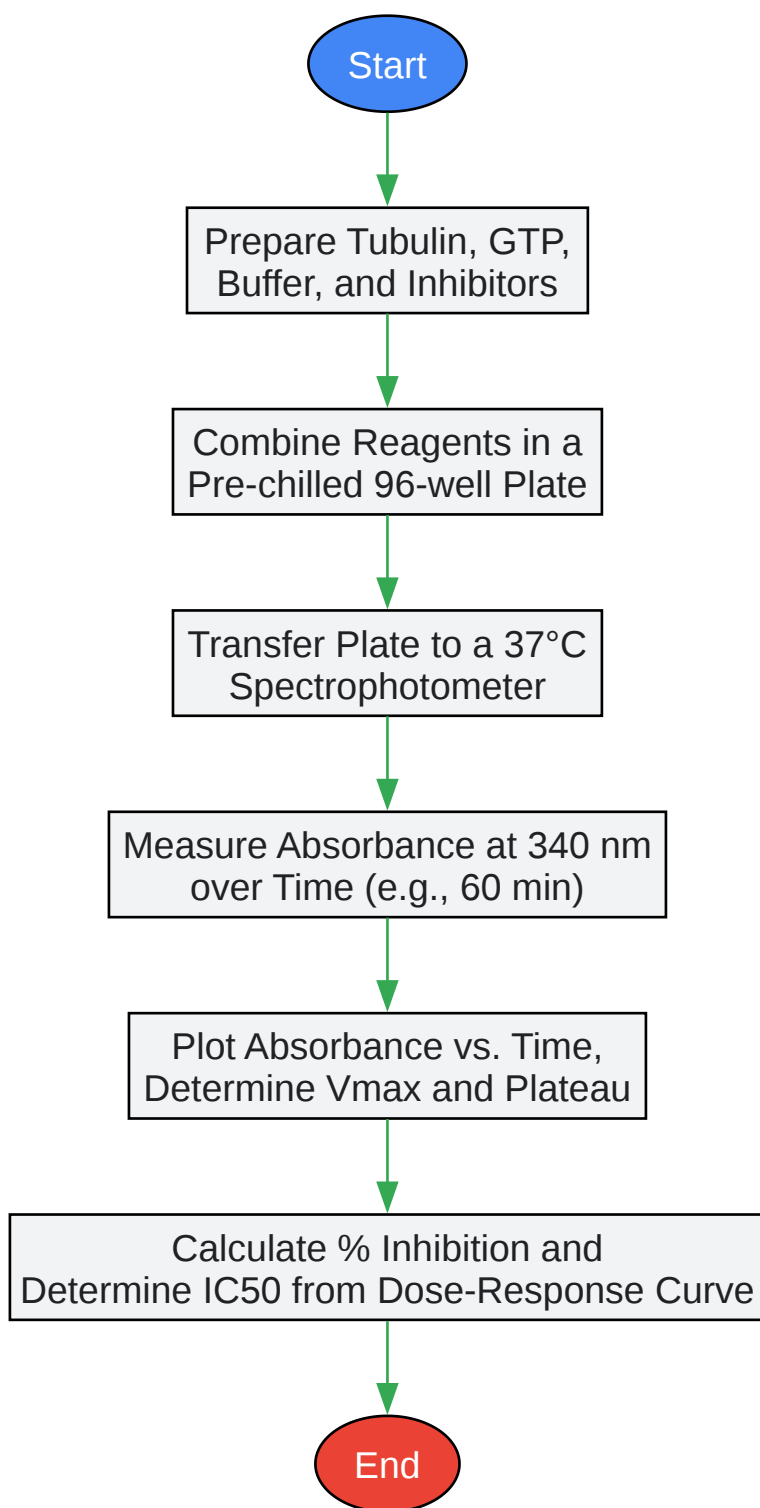 Start
Prepare Tubulin, GTP,
Buffer, and Inhibitors
Combine Reagents in a
Pre-chilled 96-well Plate
Transfer Plate to a 37°C
Spectrophotometer
Measure Absorbance at 340 nm
over Time (e.g., 60 min)
Plot Absorbance vs. Time,
Determine Vmax and Plateau
Calculate % Inhibition and
Determine IC50 from Dose-Response Curve
End